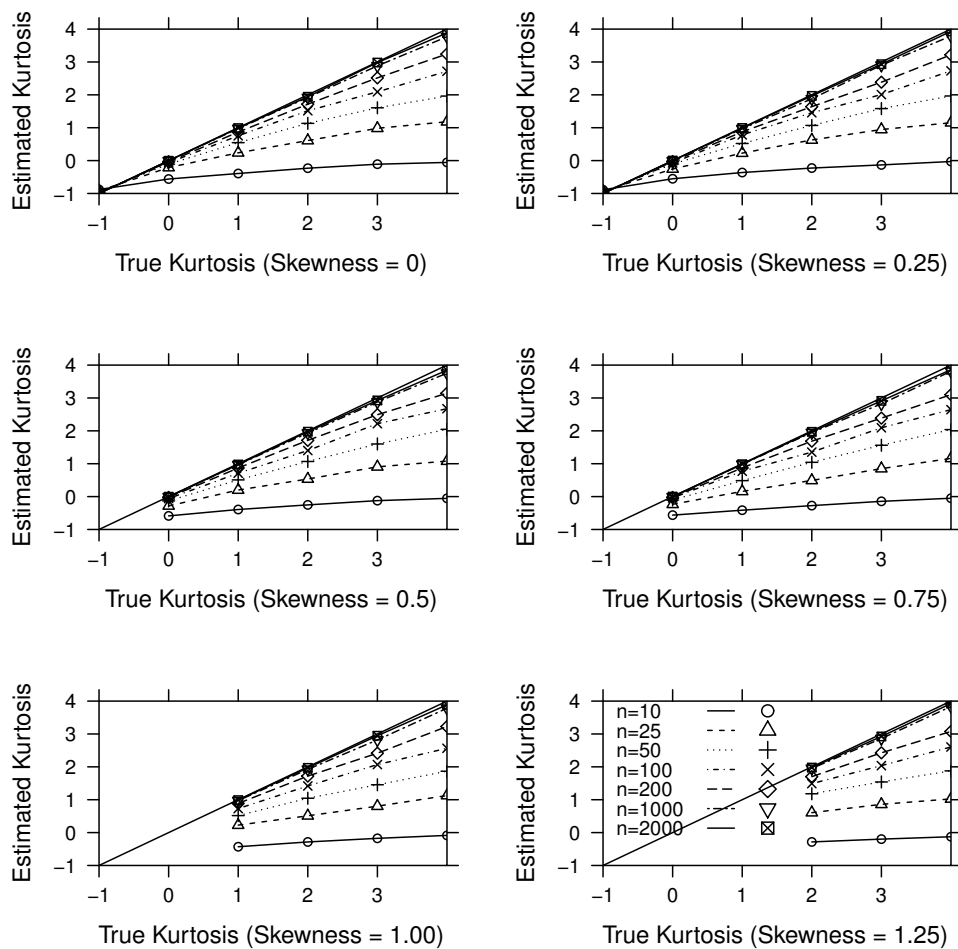 4
3
2
1
0
−1
Estimated Kurtosis
−1 0 1 2 3
True Kurtosis (Skewness = 0)
4
3
2
1
0
−1
Estimated Kurtosis
−1 0 1 2 3
True Kurtosis (Skewness = 0.25)
4
3
2
1
0
−1
Estimated Kurtosis
−1 0 1 2 3
True Kurtosis (Skewness = 0.5)
4
3
2
1
0
−1
Estimated Kurtosis
−1 0 1 2 3
True Kurtosis (Skewness = 0.75)
4
3
2
1
0
−1
Estimated Kurtosis
−1 0 1 2 3
True Kurtosis (Skewness = 1.00)
4
3
2
1
0
−1
Estimated Kurtosis
n=10
n=25
n=50
n=100
n=200
n=1000
n=2000
−1 0 1 2 3
True Kurtosis (Skewness = 1.25)